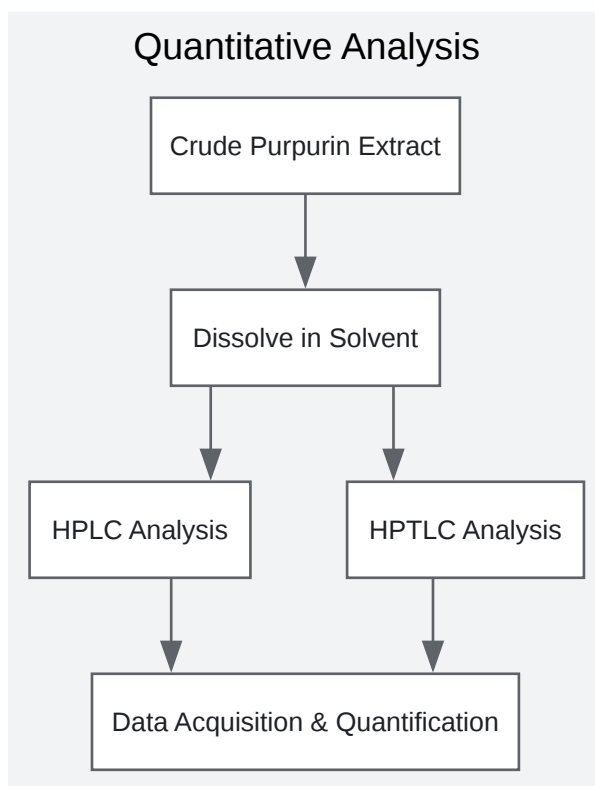 Quantitative Analysis
Crude Purpurin Extract
Dissolve in Solvent
HPLC Analysis
HPTLC Analysis
Data Acquisition & Quantification